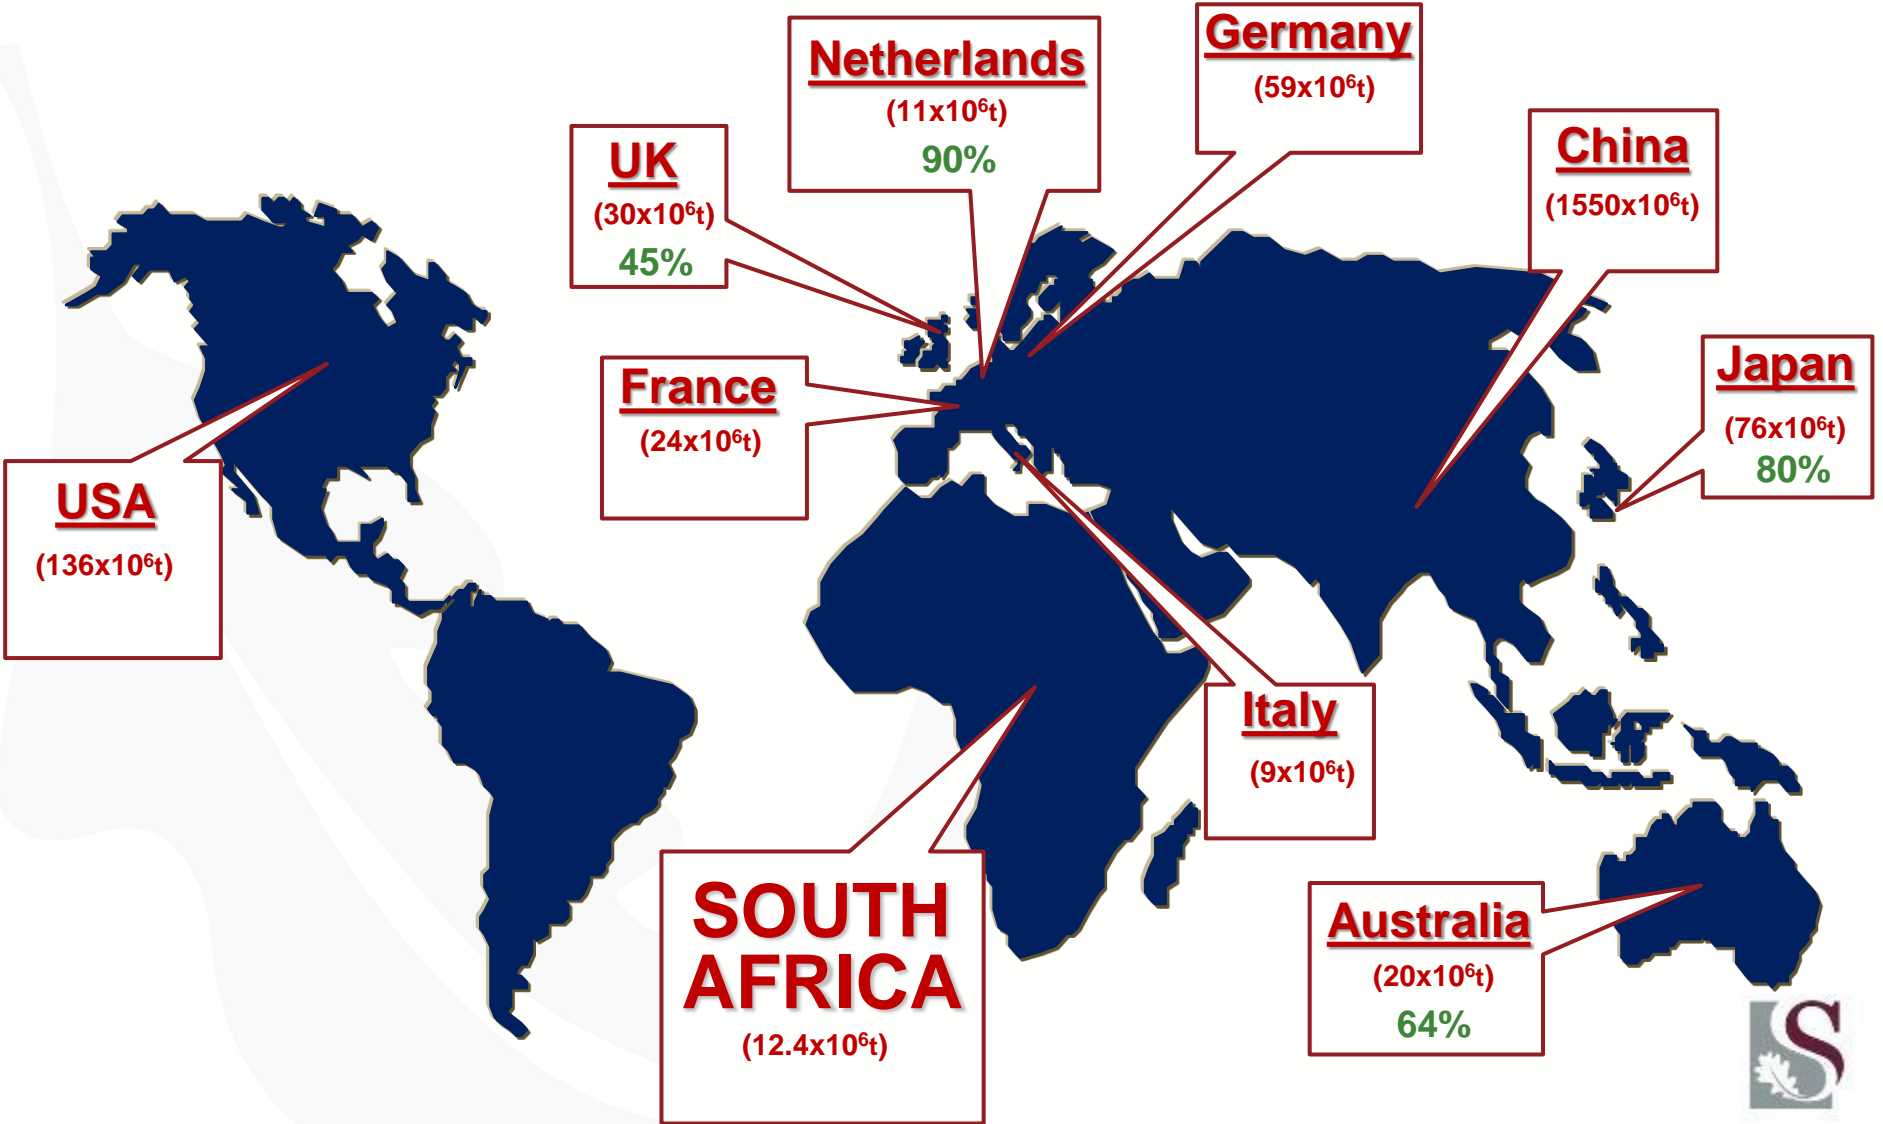 Germany
(59x10⁶t)
Netherlands
(11x10⁶t)
90%
UK
(30x10⁶t)
45%
China
(1550x10⁶t)
France
(24x10⁶t)
Japan
(76x10⁶t)
80%
USA
(136x10⁶t)
Italy
(9x10⁶t)
SOUTH
AFRICA
(12.4x10⁶t)
Australia
(20x10⁶t)
64%
S